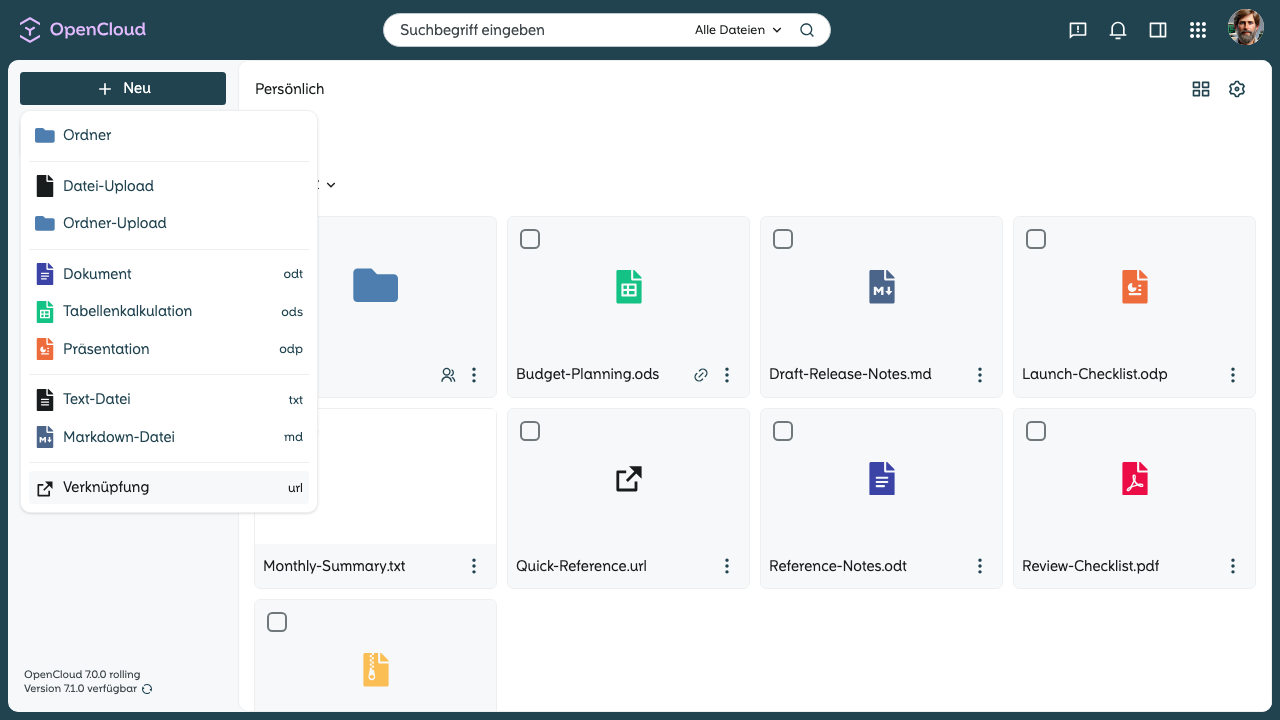 OpenCloud
Suchbegriff eingeben
Alle Dateien
Neu
Persönlich
Ordner
Datei-Upload
Ordner-Upload
Dokument odt
Tabellenkalkulation ods
Präsentation odp
Text-Datei txt
Markdown-Datei md
Verknüpfung url
Budget-Planning.ods
Draft-Release-Notes.md
Launch-Checklist.odp
Monthly-Summary.txt
Quick-Reference.url
Reference-Notes.odt
Review-Checklist.pdf
OpenCloud 7.0.0 rolling
Version 7.1.0 verfügbar